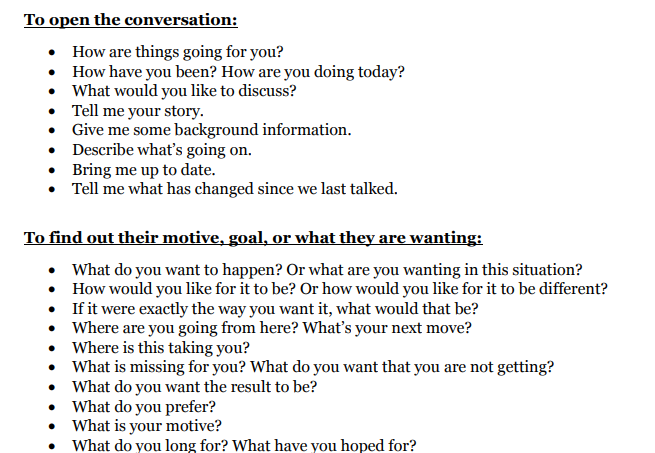 To open the conversation:
• How are things going for you?
• How have you been? How are you doing today?
• What would you like to discuss?
• Tell me your story.
• Give me some background information.
• Describe what’s going on.
• Bring me up to date.
• Tell me what has changed since we last talked.
To find out their motive, goal, or what they are wanting:
• What do you want to happen? Or what are you wanting in this situation?
• How would you like for it to be? Or how would you like for it to be different?
• If it were exactly the way you want it, what would that be?
• Where are you going from here? What’s your next move?
• Where is this taking you?
• What is missing for you? What do you want that you are not getting?
• What do you want the result to be?
• What do you prefer?
• What is your motive?
• What do you long for? What have you hoped for?